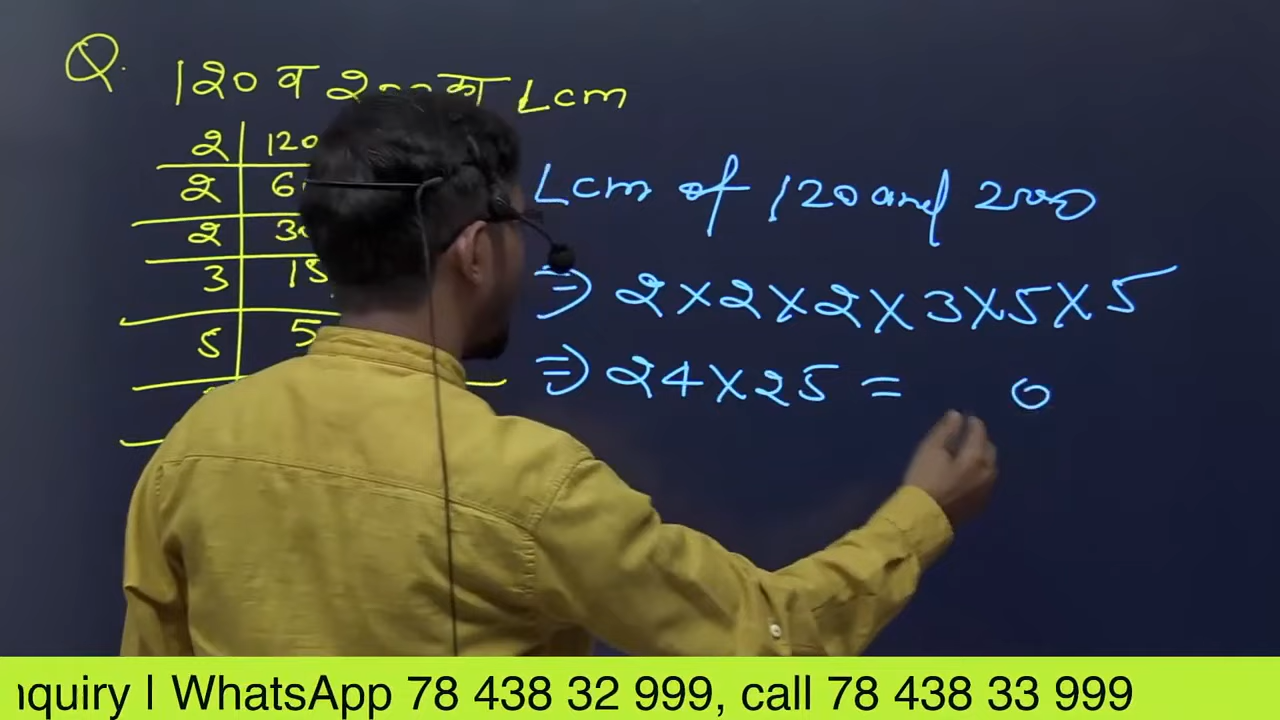 Q. 120 व 200 का Lcm
2 | 120
2 | 6
2 | 30
3 | 15
5 | 5
Lcm of 120 and 200
⇒ 2×2×2×3×5×5
⇒ 24×25 = 0
nquiry | WhatsApp 78 438 32 999, call 78 438 33 999